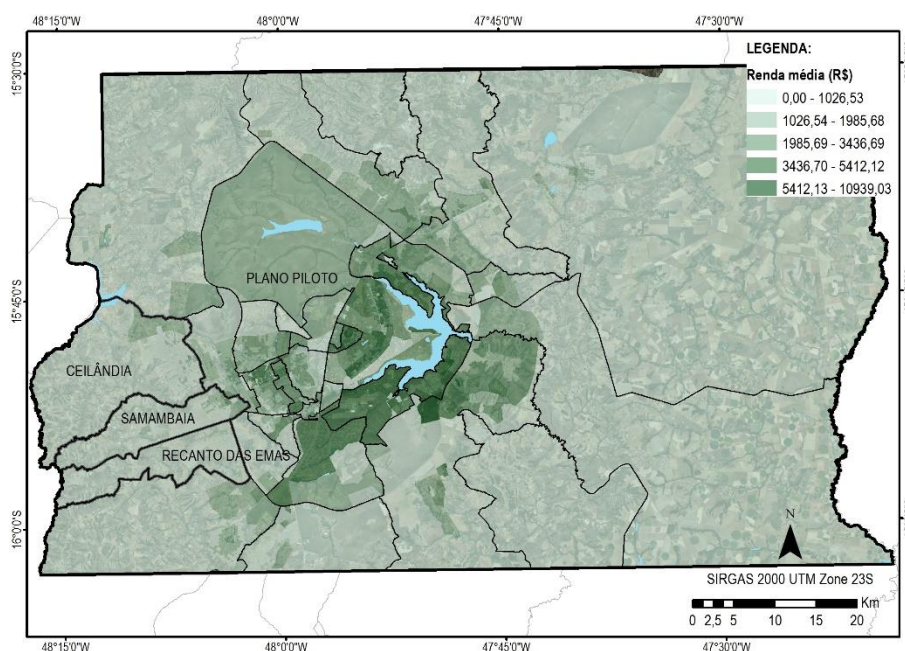 48°15'0"W 48°0'0"W 47°45'0"W 47°30'0"W
15°30'0"S
LEGENDA:
Renda média (R$)
0,00 - 1026,53
1026,54 - 1985,68
1985,69 - 3436,69
3436,70 - 5412,12
5412,13 - 10939,03
PLANO PILOTO
15°45'0"S
CEILÂNDIA
SAMAMBAIA
RECANTO DAS EMAS
16°0'0"S
N
SIRGAS 2000 UTM Zone 23S
Km
0 2,5 5 10 15 20
48°15'0"W 48°0'0"W 47°45'0"W 47°30'0"W